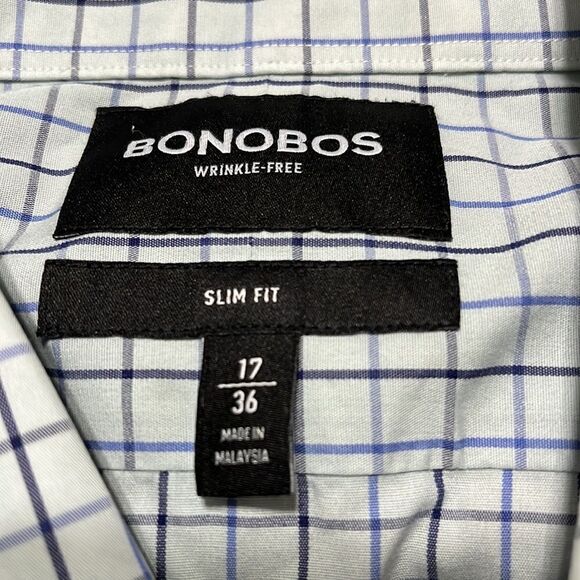 BONOBOS
WRINKLE-FREE
SLIM FIT
17
36
MADE IN
MALAYSIA